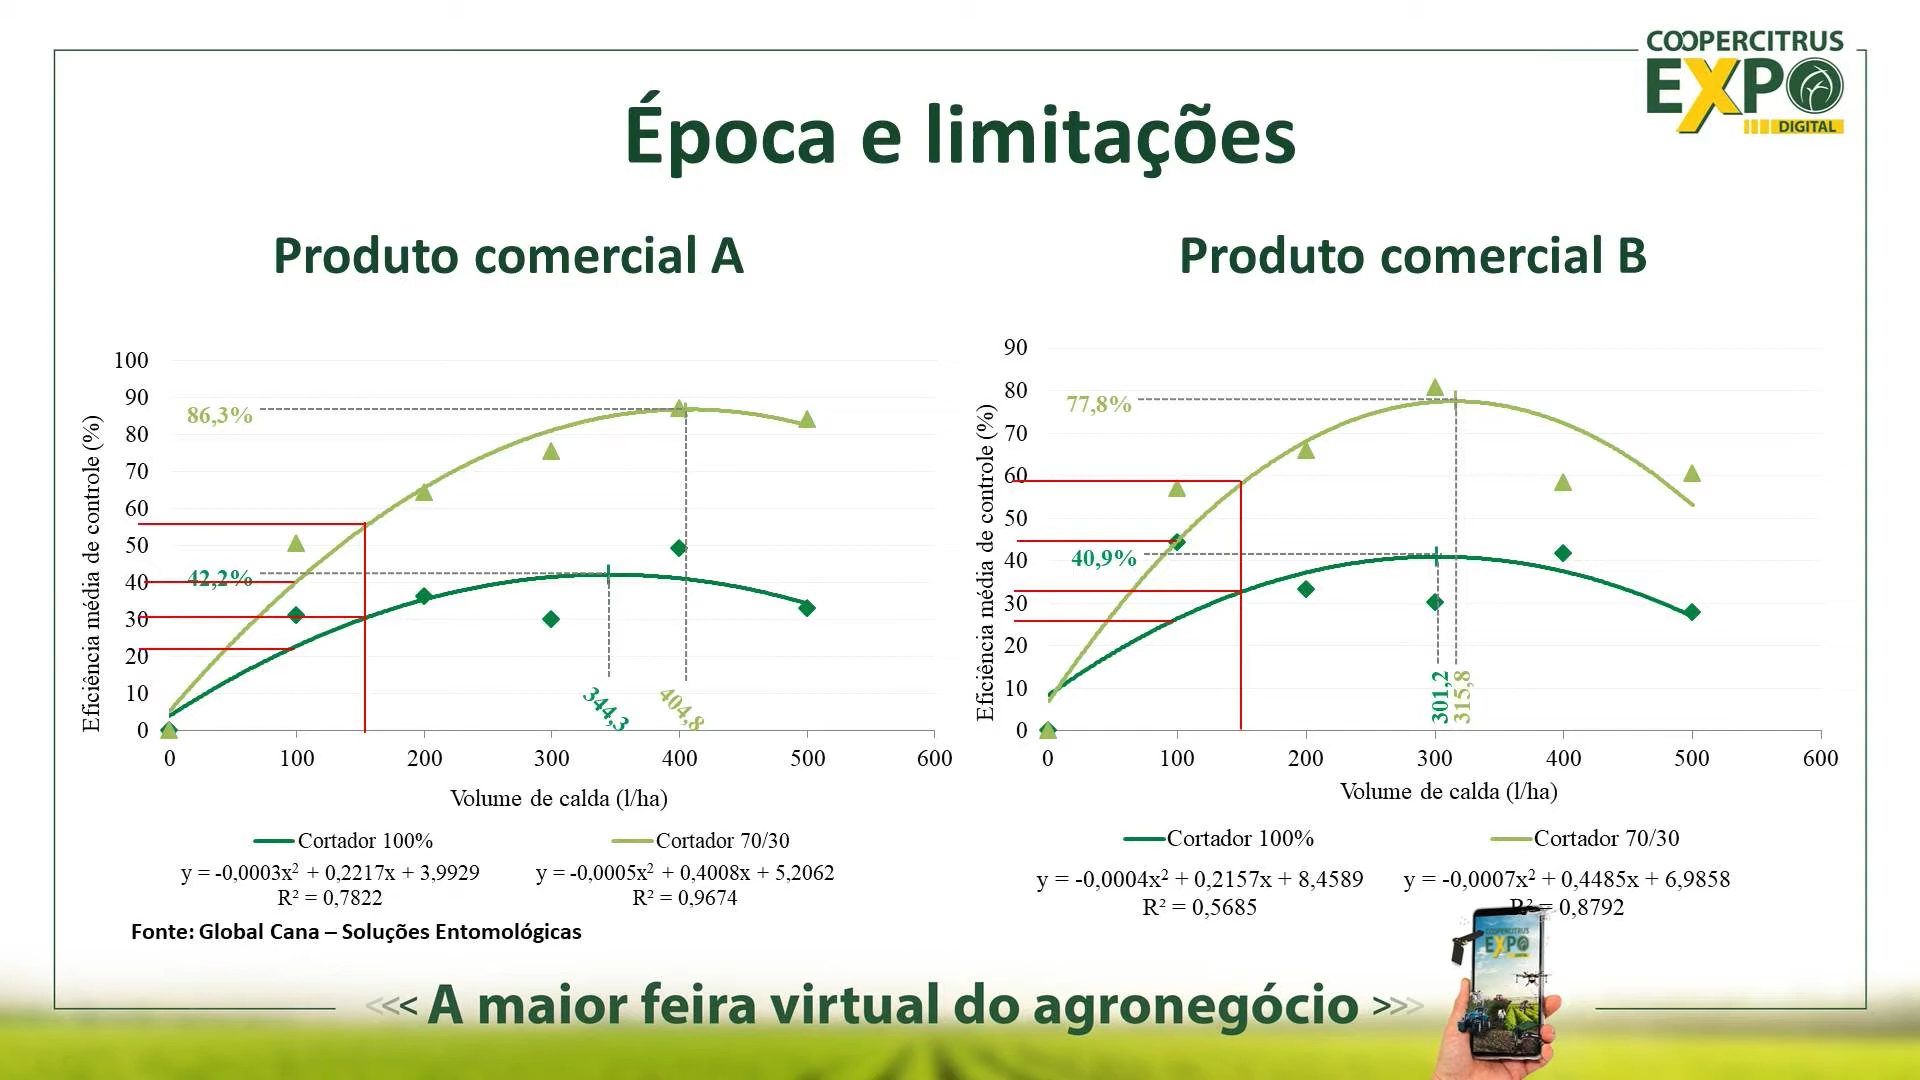 COOPERCITRUS
EXPO
DIGITAL
Época e limitações
Produto comercial A
Produto comercial B
Eficiência média de controle (%)
100
90
80
70
60
50
40
30
20
10
0
86,3%
42,2%
344,3
404,8
0 100 200 300 400 500 600
Volume de calda (l/ha)
Cortador 100% Cortador 70/30
y = -0,0003x² + 0,2217x + 3,9929 y = -0,0005x² + 0,4008x + 5,2062
R² = 0,7822 R² = 0,9674
Eficiência média de controle (%)
90
80
70
60
50
40
30
20
10
0
77,8%
40,9%
301,2
315,8
0 100 200 300 400 500 600
Volume de calda (l/ha)
Cortador 100% Cortador 70/30
y = -0,0004x² + 0,2157x + 8,4589 y = -0,0007x² + 0,4485x + 6,9858
R² = 0,5685 R² = 0,8792
Fonte: Global Cana – Soluções Entomológicas
COOPERCITRUS
EXPO
<<< A maior feira virtual do agronegócio >>>